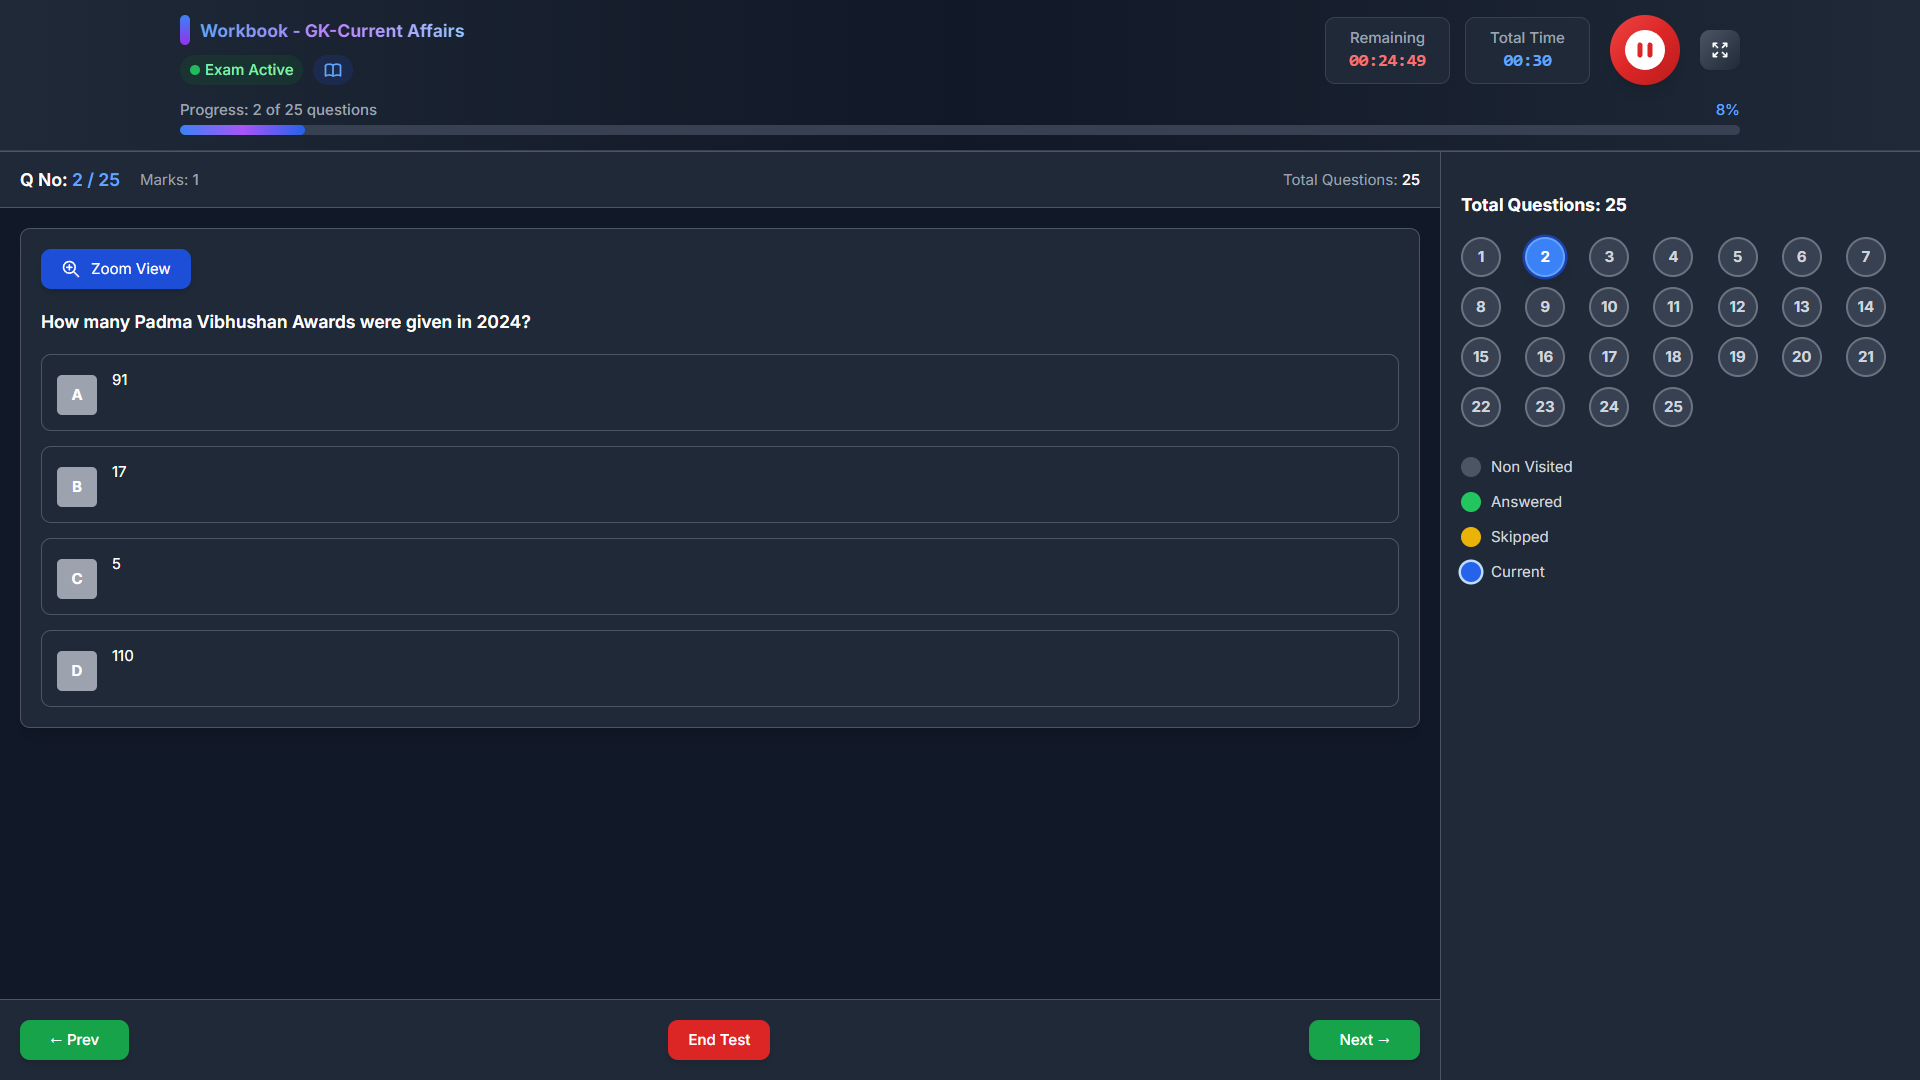 Workbook - GK-Current Affairs
Exam Active
Remaining
00:24:49
Total Time
00:30
Progress: 2 of 25 questions
8%
Q No: 2 / 25
Marks: 1
Total Questions: 25
Zoom View
How many Padma Vibhushan Awards were given in 2024?
A
91
B
17
C
5
D
110
← Prev
End Test
Next →
Total Questions: 25
1 2 3 4 5 6 7
8 9 10 11 12 13 14
15 16 17 18 19 20 21
22 23 24 25
Non Visited
Answered
Skipped
Current